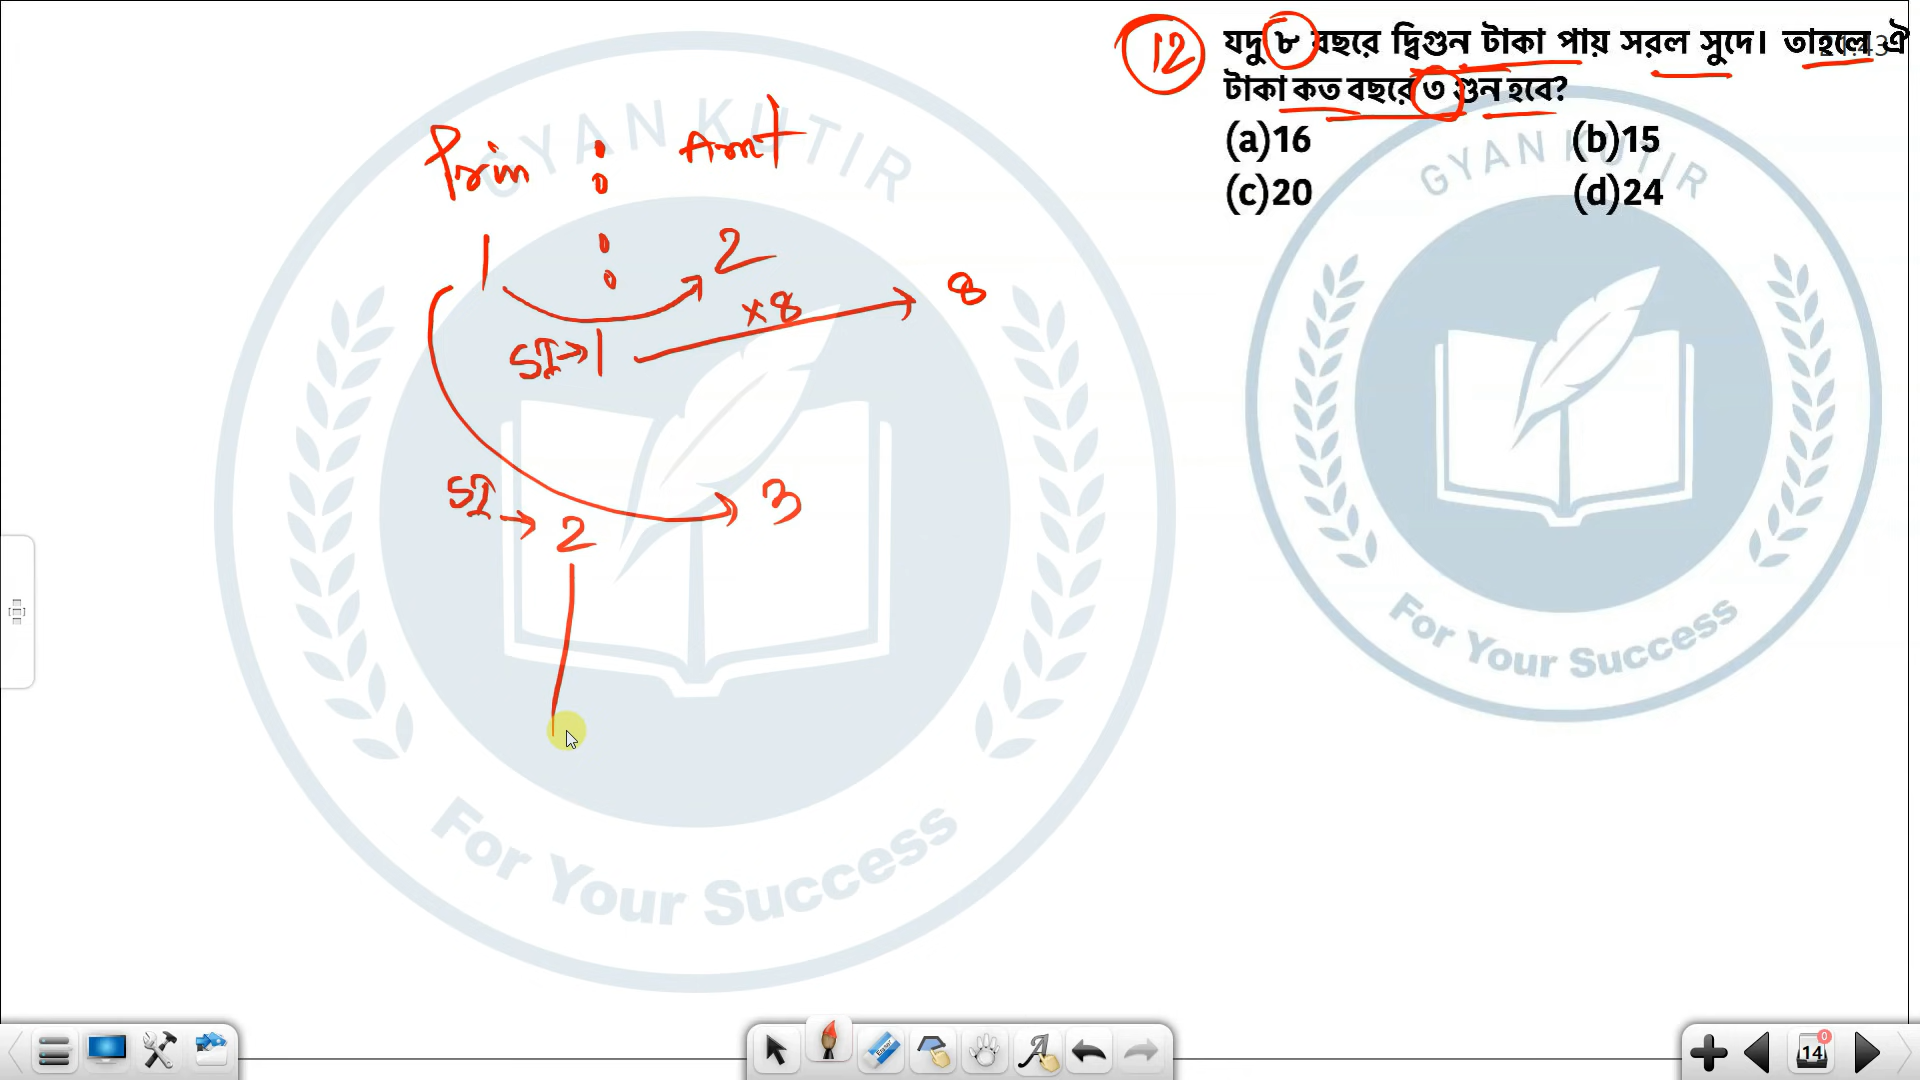 12
যদু ৮ বছরে দ্বিগুন টাকা পায় সরল সুদে। তাহলে ঐ
টাকা কত বছরে ৩ গুন হবে?
(a)16 (b)15
(c)20 (d)24
Prin : Amt
1 : 2
×8 8
SI→1
SI
→ 2 3
GYAN KUTIR
For Your Success
GYAN KUTIR
For Your Success
14
0